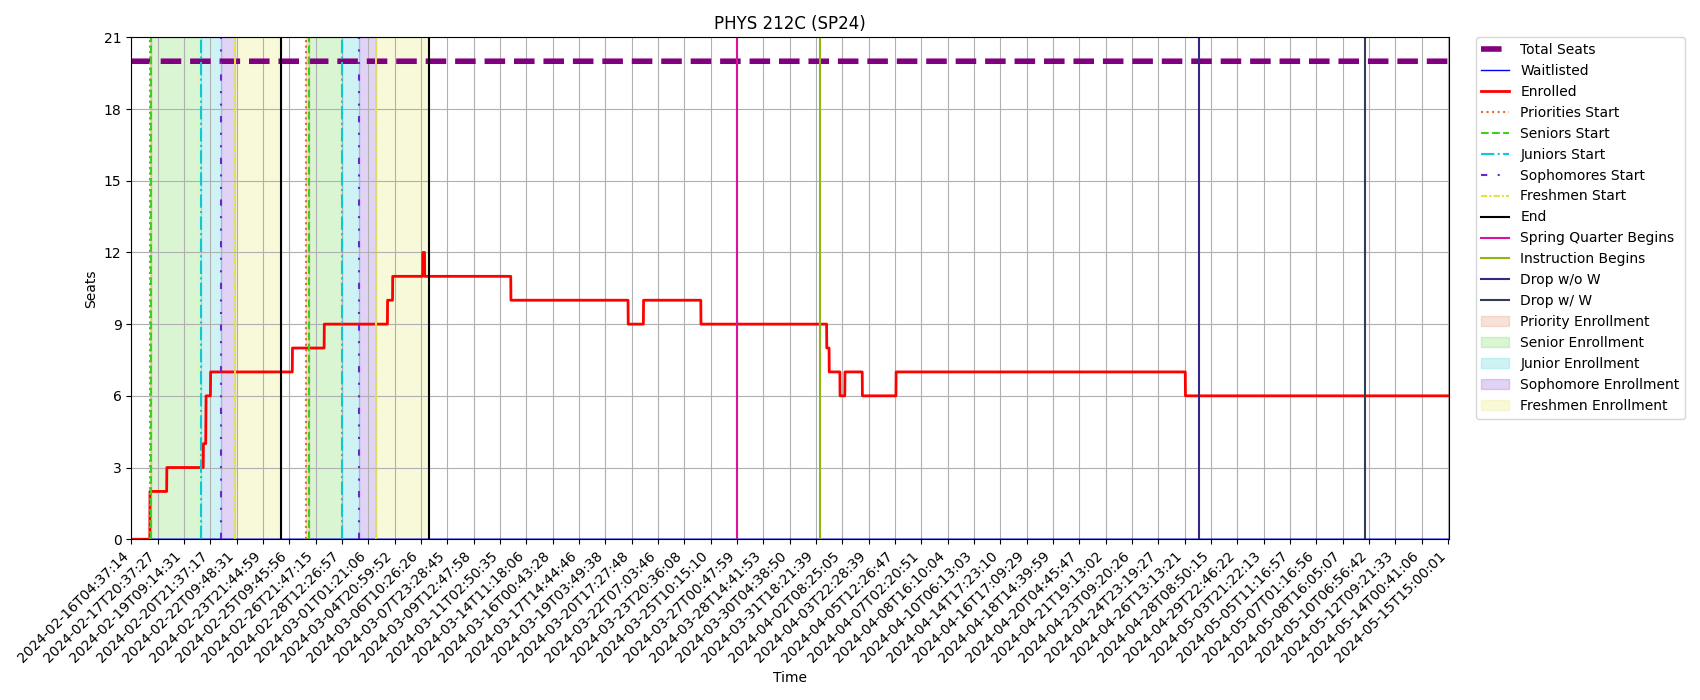 PHYS 212C (SP24)
21
18
15
12
9
6
3
0
Seats
2024-02-16T04:37:14
2024-02-17T20:37:27
2024-02-19T09:14:31
2024-02-20T21:37:17
2024-02-22T09:48:31
2024-02-23T21:44:59
2024-02-25T09:45:56
2024-02-26T21:47:15
2024-02-28T12:26:57
2024-03-01T01:21:06
2024-03-04T20:59:52
2024-03-06T10:26:26
2024-03-07T23:28:45
2024-03-09T12:47:58
2024-03-11T02:50:35
2024-03-14T11:18:06
2024-03-16T00:43:28
2024-03-17T14:44:46
2024-03-19T03:49:38
2024-03-20T17:27:48
2024-03-22T07:03:46
2024-03-23T20:36:08
2024-03-25T10:15:10
2024-03-27T00:47:59
2024-03-28T14:41:53
2024-03-30T04:38:50
2024-03-31T18:21:39
2024-04-02T08:25:05
2024-04-03T22:28:39
2024-04-05T12:26:47
2024-04-07T02:20:51
2024-04-08T16:10:04
2024-04-10T06:13:03
2024-04-14T17:23:10
2024-04-16T17:09:29
2024-04-18T14:39:59
2024-04-20T04:45:47
2024-04-21T19:13:02
2024-04-23T09:20:26
2024-04-24T23:19:27
2024-04-26T13:13:21
2024-04-28T08:50:15
2024-04-29T22:46:22
2024-05-03T21:22:13
2024-05-05T11:16:57
2024-05-07T01:16:56
2024-05-08T16:05:07
2024-05-10T06:56:42
2024-05-12T09:21:33
2024-05-14T00:41:06
2024-05-15T15:00:01
Time
Total Seats
Waitlisted
Enrolled
Priorities Start
Seniors Start
Juniors Start
Sophomores Start
Freshmen Start
End
Spring Quarter Begins
Instruction Begins
Drop w/o W
Drop w/ W
Priority Enrollment
Senior Enrollment
Junior Enrollment
Sophomore Enrollment
Freshmen Enrollment